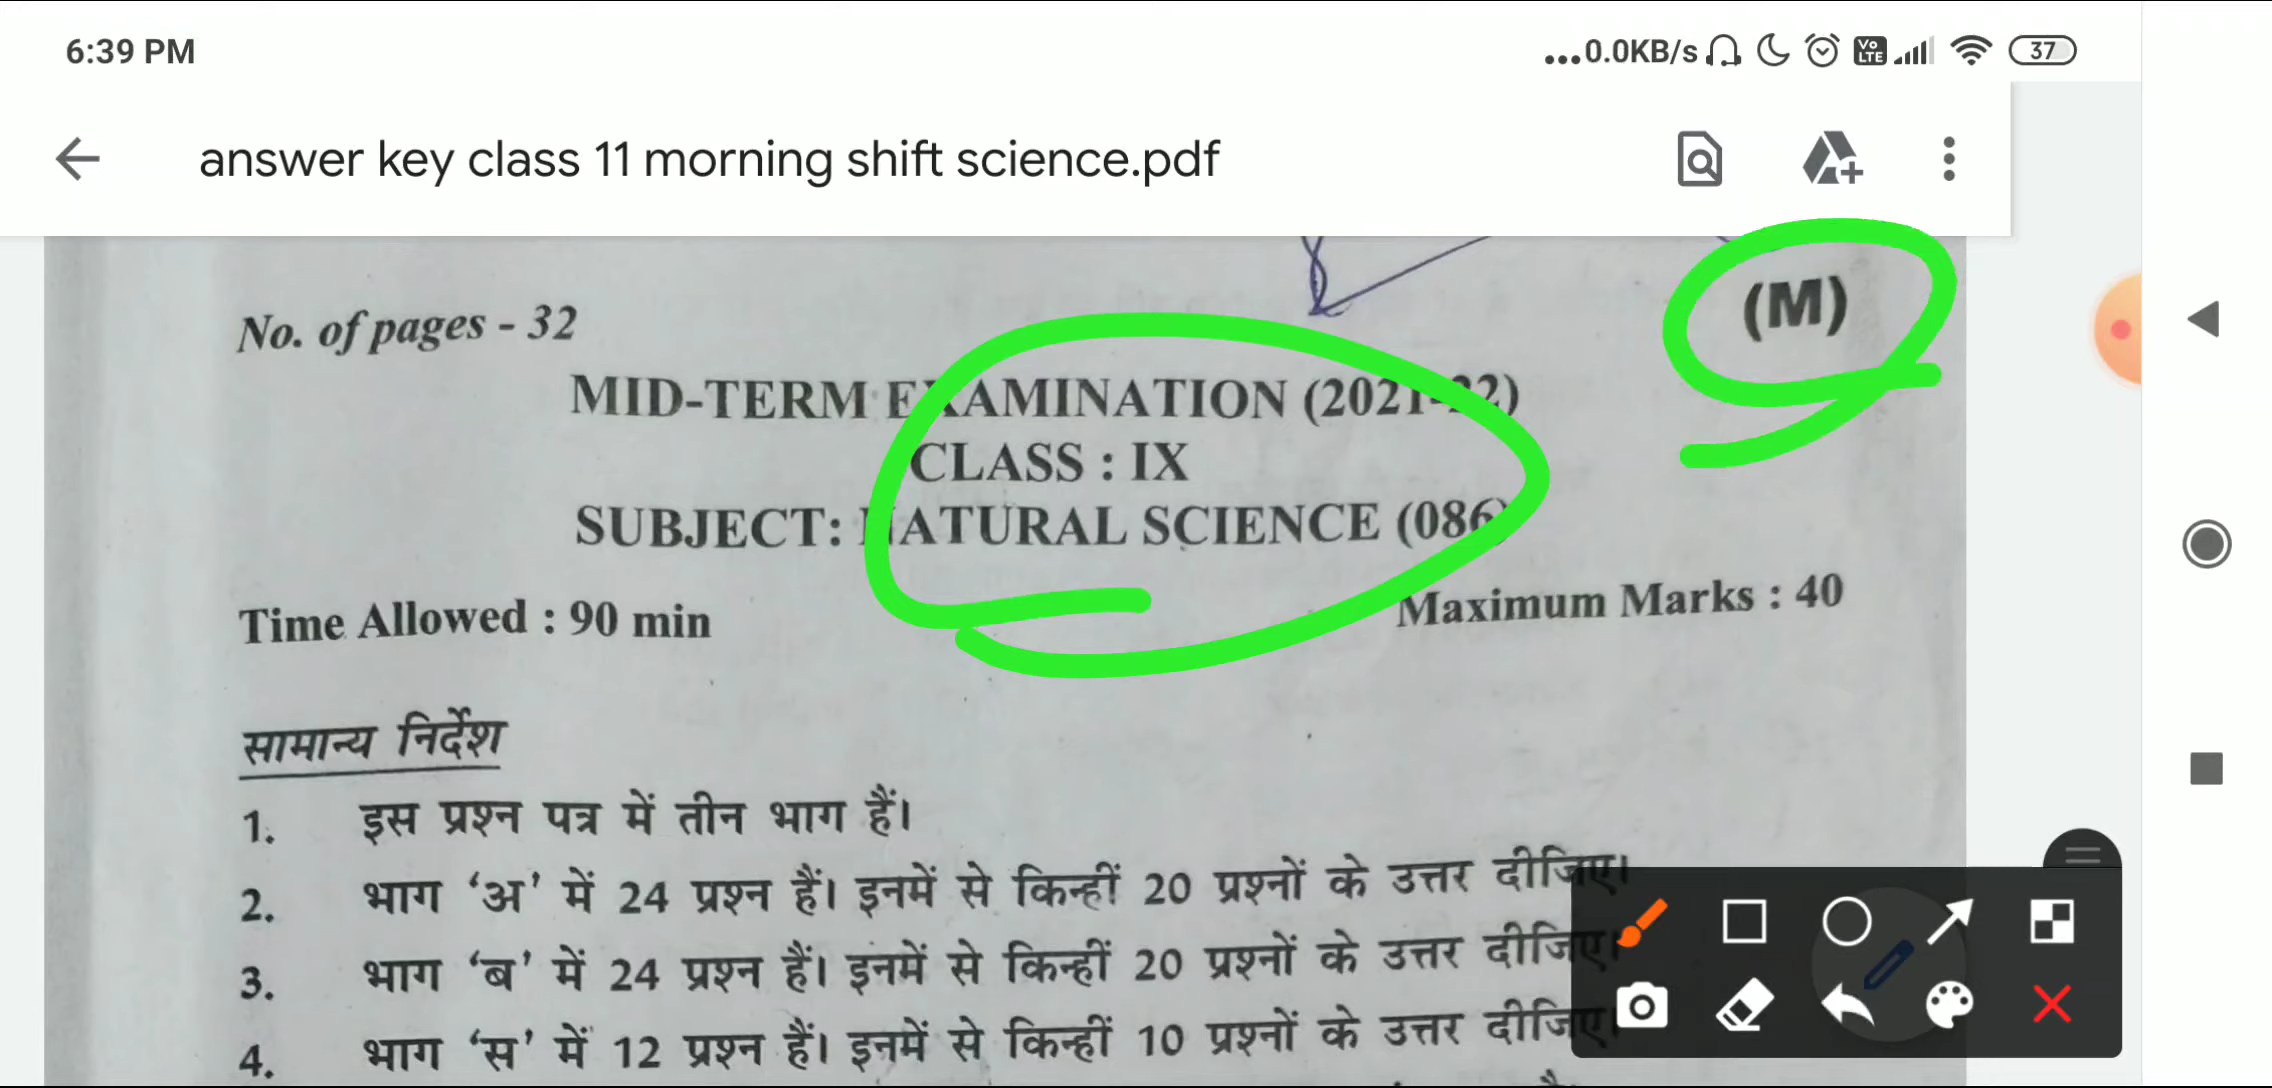 6:39 PM
...0.0KB/s Vo LTE 37
answer key class 11 morning shift science.pdf
(M)
No. of pages - 32
MID-TERM EXAMINATION (2021-22)
CLASS : IX
SUBJECT: NATURAL SCIENCE (086)
Time Allowed : 90 min
Maximum Marks : 40
सामान्य निर्देश
1. इस प्रश्न पत्र में तीन भाग हैं।
2. भाग ‘अ’ में 24 प्रश्न हैं। इनमें से किन्हीं 20 प्रश्नों के उत्तर दीजिए।
3. भाग ‘ब’ में 24 प्रश्न हैं। इनमें से किन्हीं 20 प्रश्नों के उत्तर दीजिए।
4. भाग ‘स’ में 12 प्रश्न हैं। इनमें से किन्हीं 10 प्रश्नों के उत्तर दीजिए।